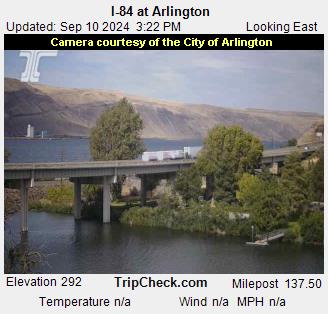 I-84 at Arlington
Updated: Sep 10 2024 3:22 PM Looking East
Camera courtesy of the City of Arlington
Elevation 292 TripCheck.com Milepost 137.50
Temperature n/a Wind n/a MPH n/a